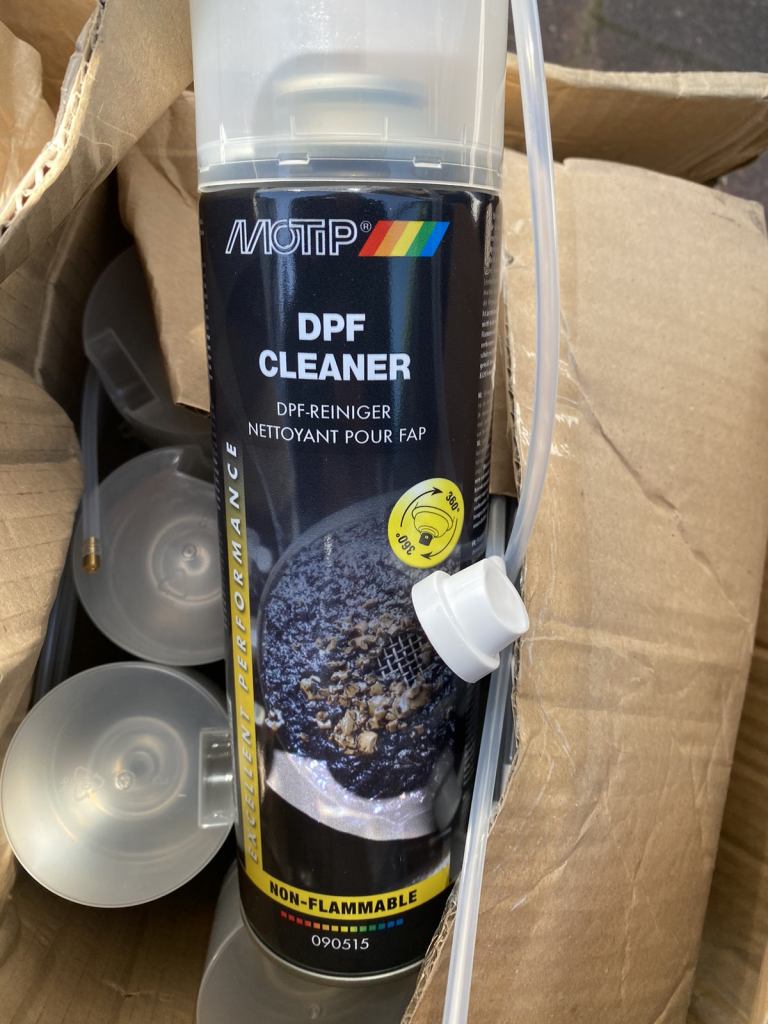 MOTIP®
DPF
CLEANER
DPF-REINIGER
NETTOYANT POUR FAP
360°
360°
EXCELLENT PERFORMANCE
NON-FLAMMABLE
090515